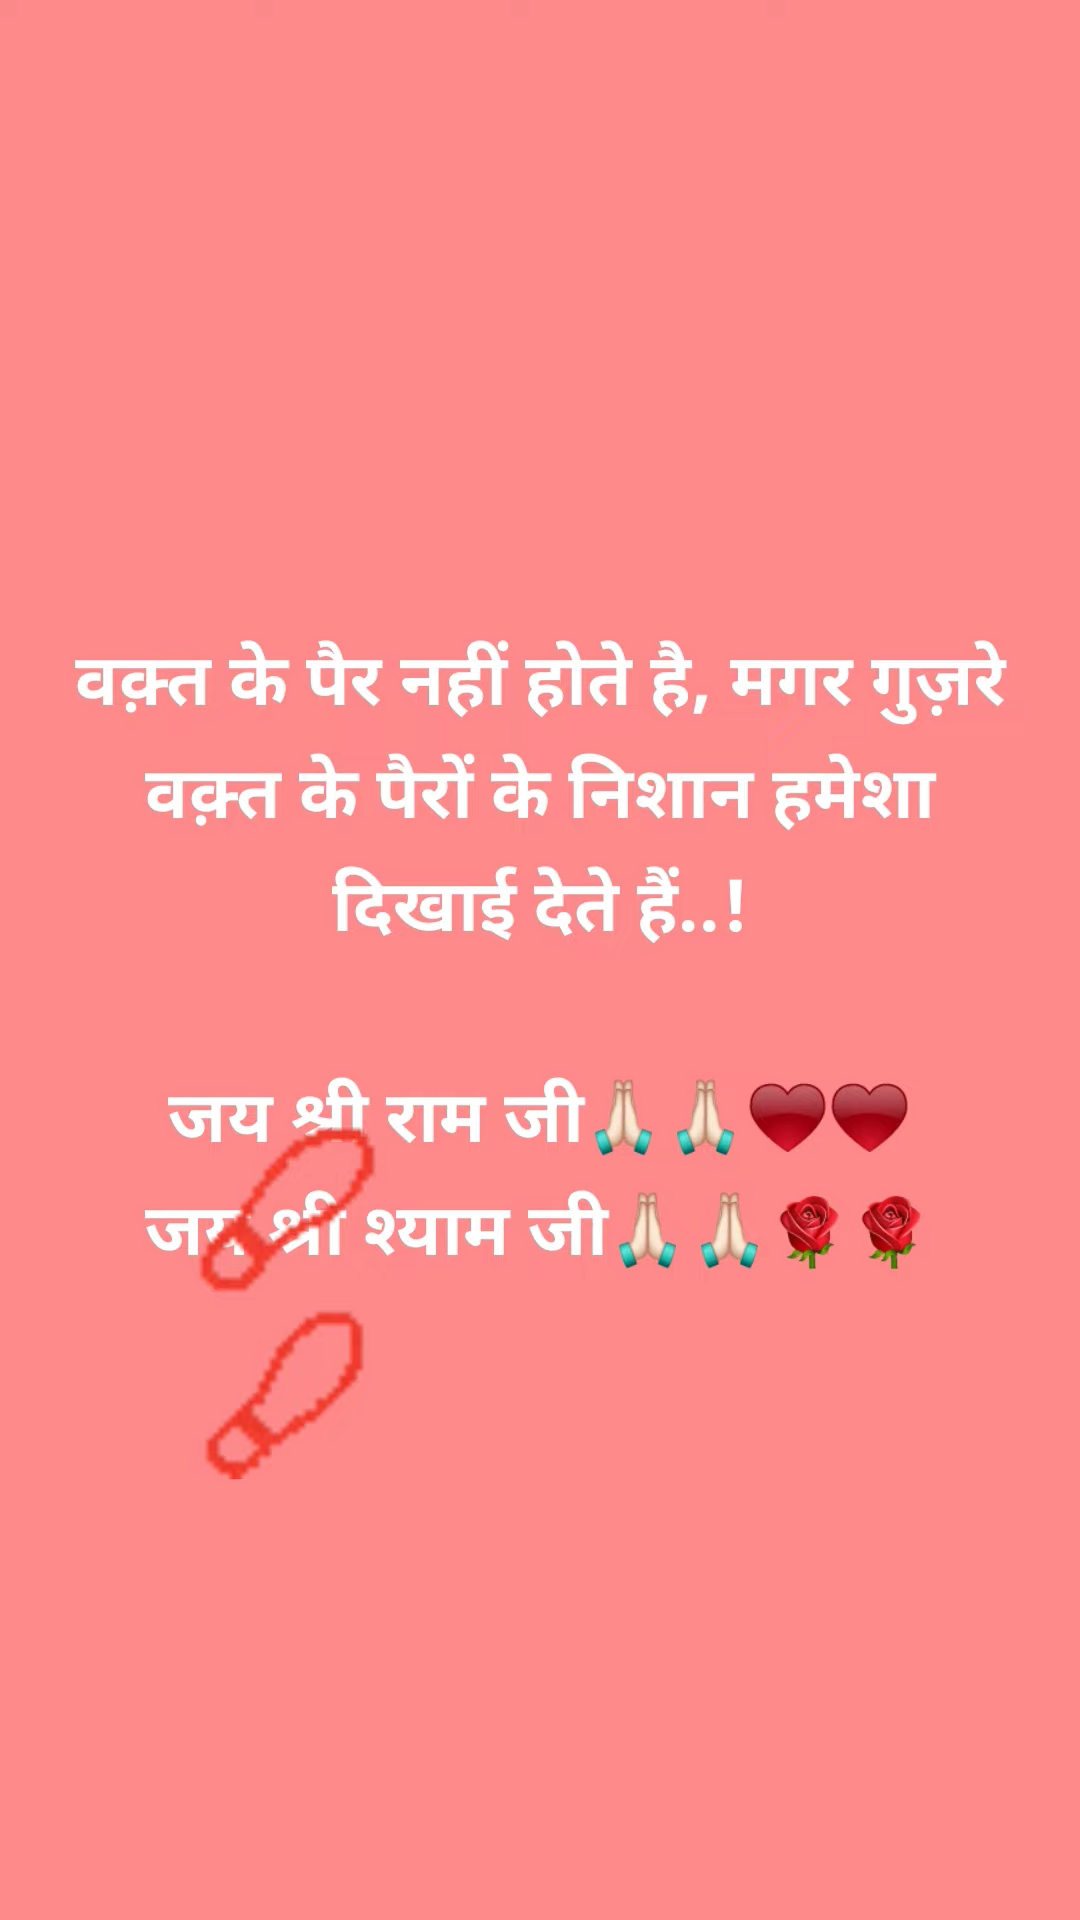 वक़्त के पैर नहीं होते है, मगर गुज़रे
वक़्त के पैरों के निशान हमेशा
दिखाई देते हैं..!
जय श्री राम जी🙏🏻🙏🏻♥️♥️
जय श्री श्याम जी🙏🏻🙏🏻🌹🌹